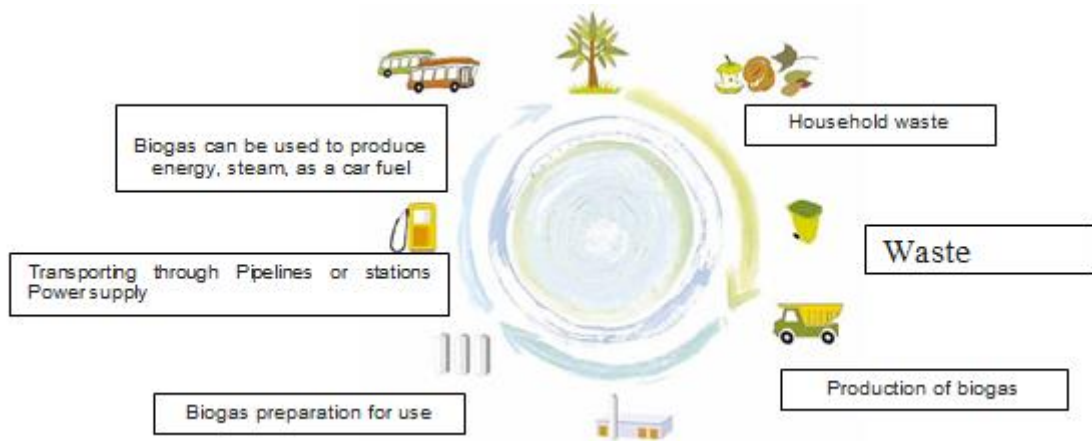 Household waste
Waste
Production of biogas
Biogas preparation for use
Transporting through Pipelines or stations
Power supply
Biogas can be used to produce
energy, steam, as a car fuel